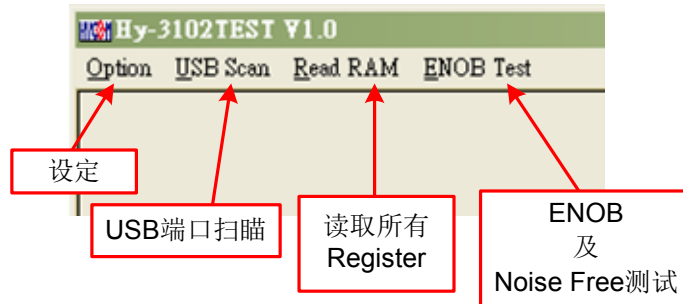 Hy-3102TEST V1.0
Option USB Scan Read RAM ENOB Test
设定
USB端口扫瞄
读取所有
Register
ENOB
及
Noise Free测试